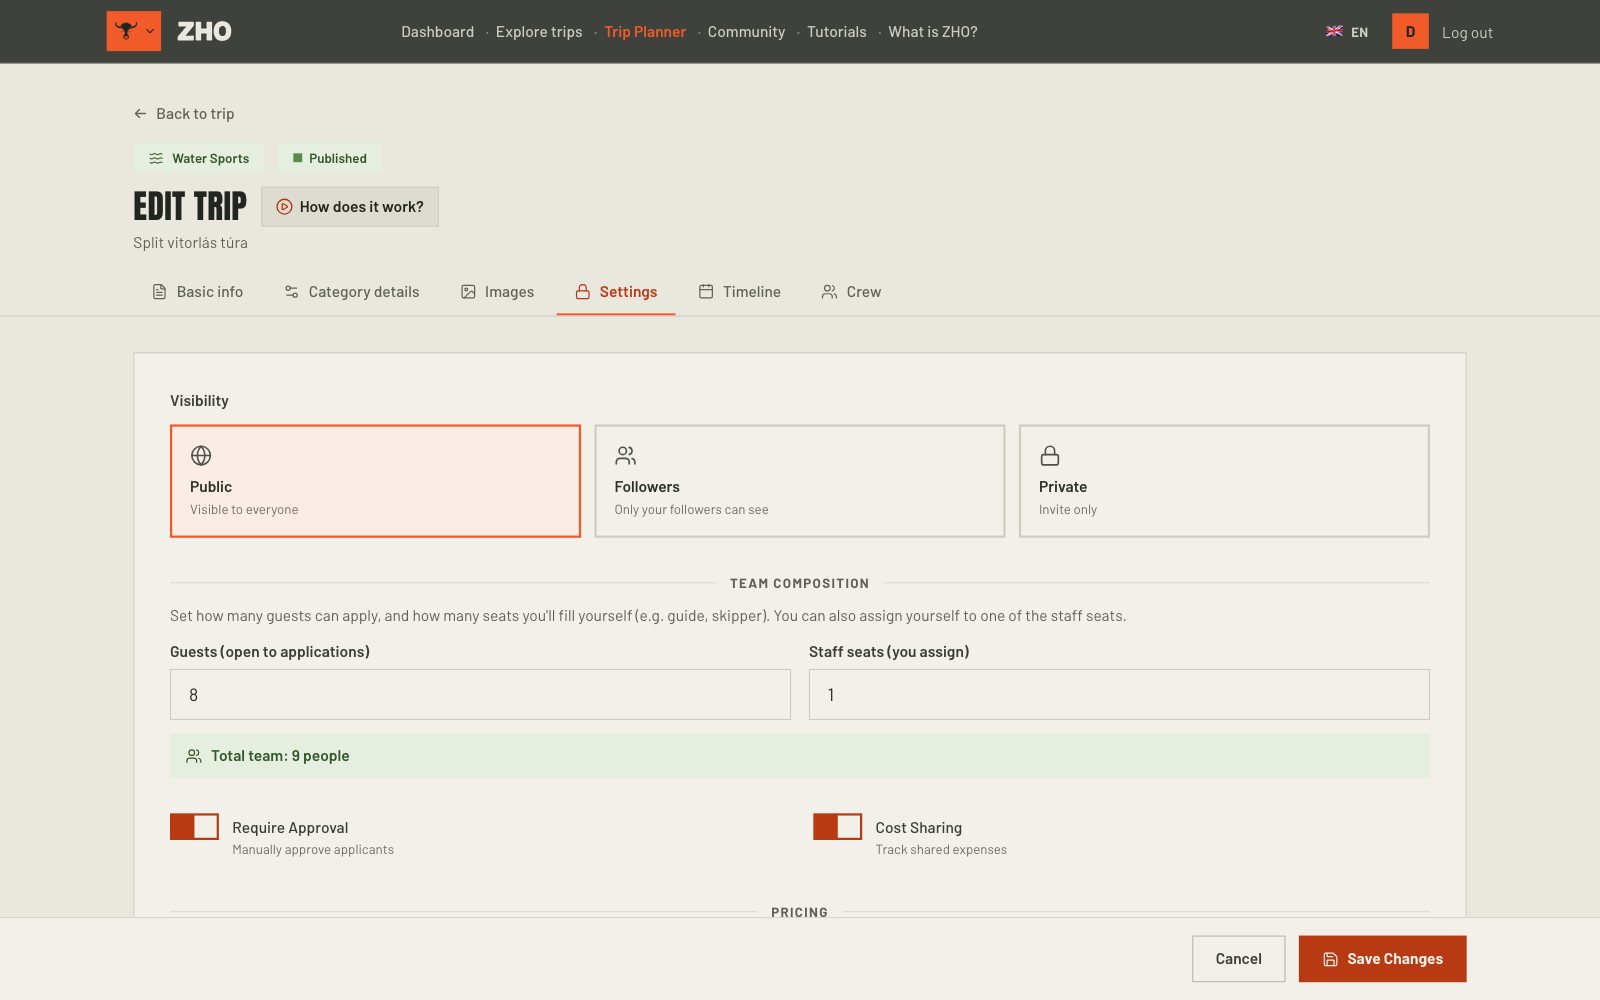 ZHO
Dashboard · Explore trips · Trip Planner · Community · Tutorials · What is ZHO?
EN
D
Log out
Back to trip
Water Sports
Published
EDIT TRIP
How does it work?
Split vitorlás túra
Basic info
Category details
Images
Settings
Timeline
Crew
Visibility
Public
Visible to everyone
Followers
Only your followers can see
Private
Invite only
TEAM COMPOSITION
Set how many guests can apply, and how many seats you'll fill yourself (e.g. guide, skipper). You can also assign yourself to one of the staff seats.
Guests (open to applications)
8
Staff seats (you assign)
1
Total team: 9 people
Require Approval
Manually approve applicants
Cost Sharing
Track shared expenses
PRICING
Cancel
Save Changes